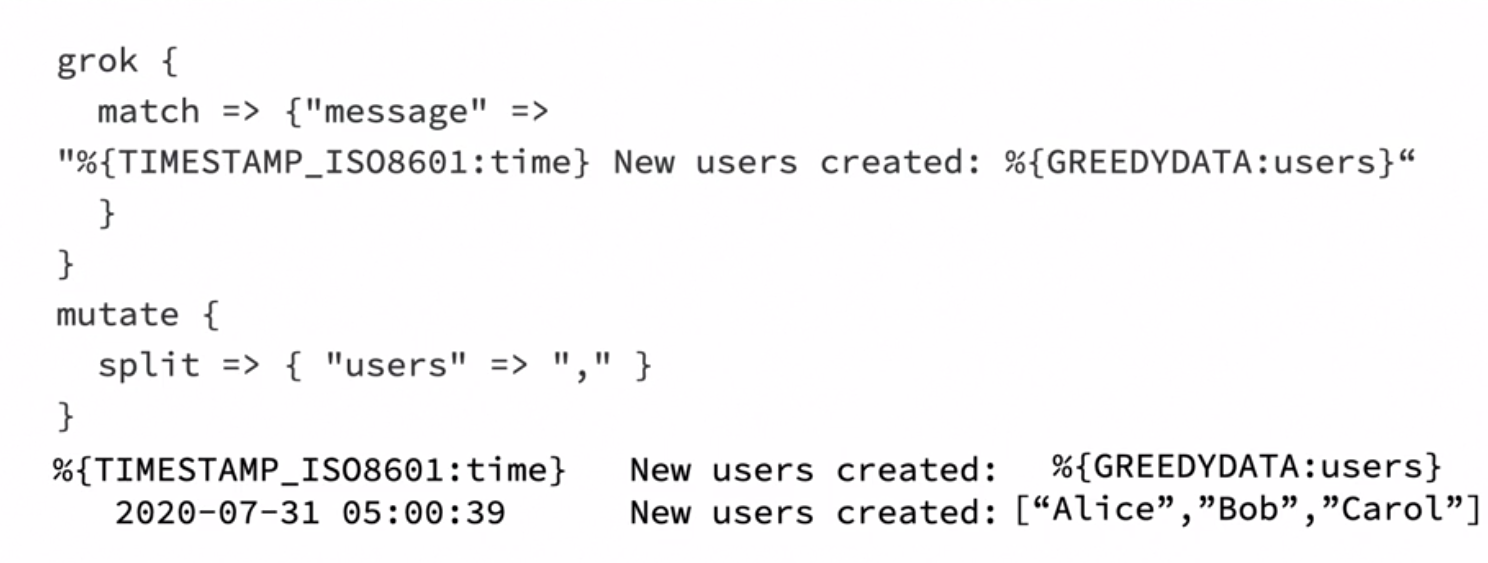 grok {
match => {"message" =>
"%{TIMESTAMP_ISO8601:time} New users created: %{GREEDYDATA:users}“
}
}
mutate {
split => { "users" => "," }
}
%{TIMESTAMP_ISO8601:time} New users created: %{GREEDYDATA:users}
2020-07-31 05:00:39 New users created: [“Alice”,”Bob”,”Carol”]